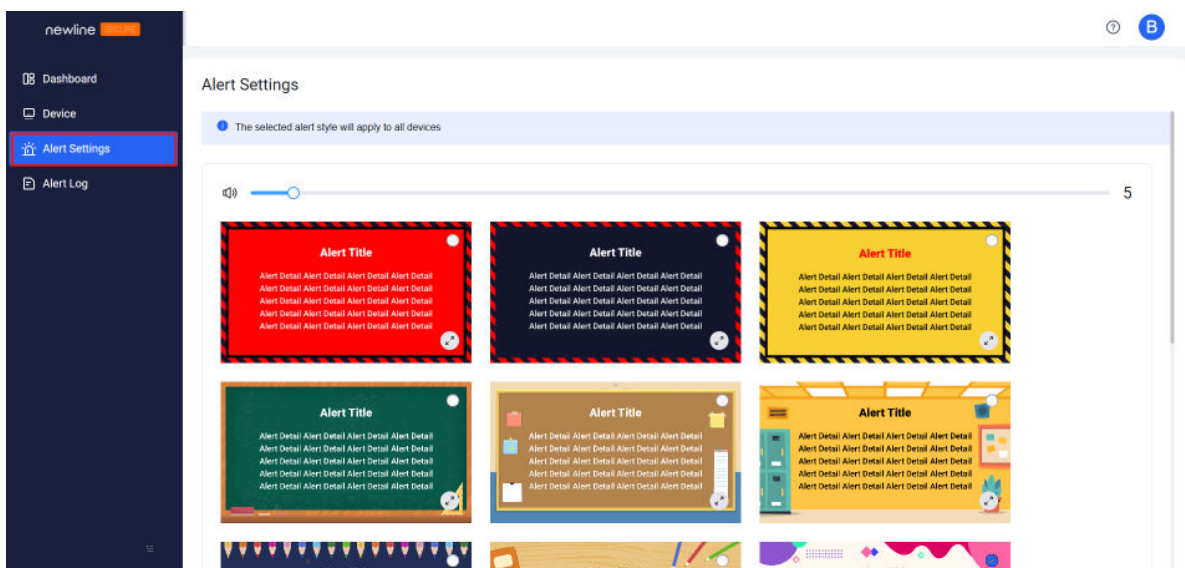 newline SECURE
B
Dashboard
Device
Alert Settings
Alert Log
Alert Settings
The selected alert style will apply to all devices
5
Alert Title
Alert Detail Alert Detail Alert Detail Alert Detail
Alert Detail Alert Detail Alert Detail Alert Detail
Alert Detail Alert Detail Alert Detail Alert Detail
Alert Detail Alert Detail Alert Detail Alert Detail
Alert Detail Alert Detail Alert Detail Alert Detail
Alert Title
Alert Detail Alert Detail Alert Detail Alert Detail
Alert Detail Alert Detail Alert Detail Alert Detail
Alert Detail Alert Detail Alert Detail Alert Detail
Alert Detail Alert Detail Alert Detail Alert Detail
Alert Detail Alert Detail Alert Detail Alert Detail
Alert Title
Alert Detail Alert Detail Alert Detail Alert Detail
Alert Detail Alert Detail Alert Detail Alert Detail
Alert Detail Alert Detail Alert Detail Alert Detail
Alert Detail Alert Detail Alert Detail Alert Detail
Alert Detail Alert Detail Alert Detail Alert Detail
Alert Title
Alert Detail Alert Detail Alert Detail Alert Detail
Alert Detail Alert Detail Alert Detail Alert Detail
Alert Detail Alert Detail Alert Detail Alert Detail
Alert Detail Alert Detail Alert Detail Alert Detail
Alert Detail Alert Detail Alert Detail Alert Detail
Alert Title
Alert Detail Alert Detail Alert Detail Alert Detail
Alert Detail Alert Detail Alert Detail Alert Detail
Alert Detail Alert Detail Alert Detail Alert Detail
Alert Detail Alert Detail Alert Detail Alert Detail
Alert Detail Alert Detail Alert Detail Alert Detail
Alert Title
Alert Detail Alert Detail Alert Detail Alert Detail
Alert Detail Alert Detail Alert Detail Alert Detail
Alert Detail Alert Detail Alert Detail Alert Detail
Alert Detail Alert Detail Alert Detail Alert Detail
Alert Detail Alert Detail Alert Detail Alert Detail